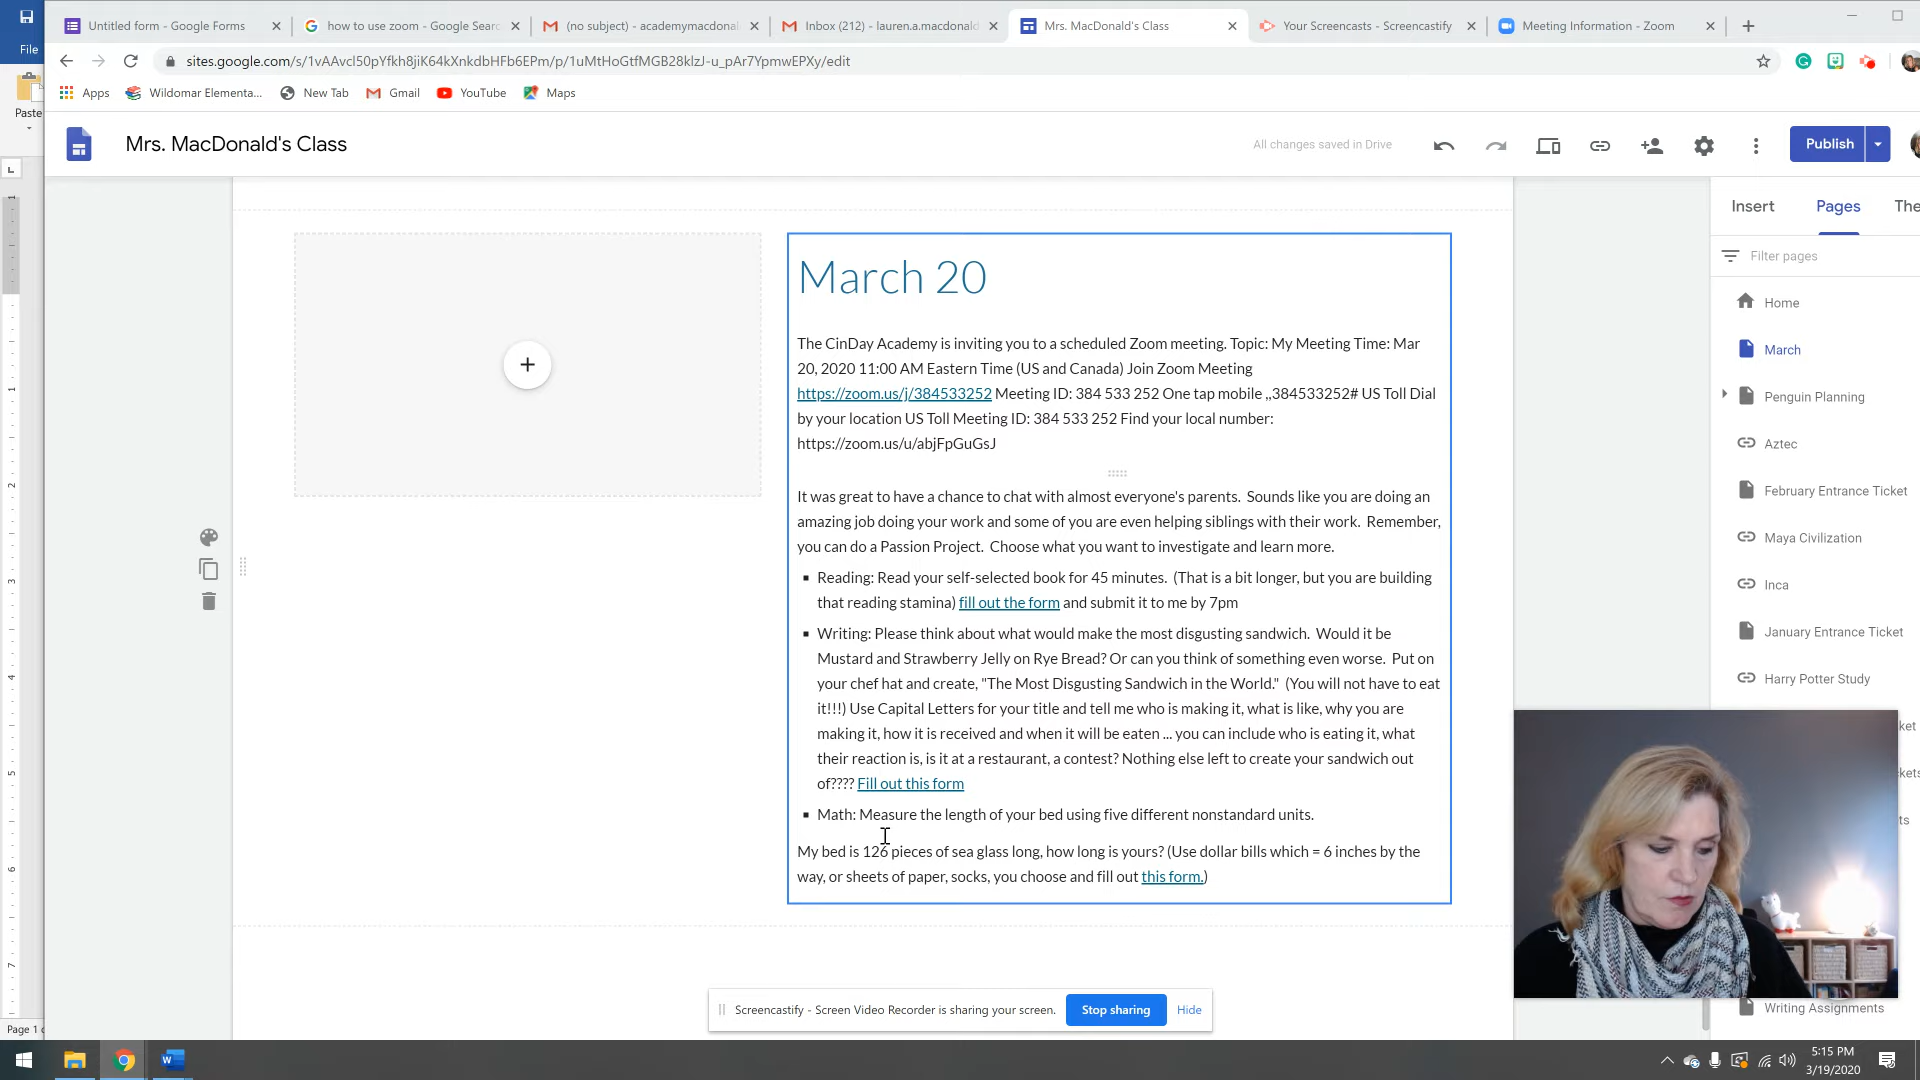 Untitled form - Google Forms
how to use zoom - Google Searc
(no subject) - academymacdonal
Inbox (212) - lauren.a.macdonald
Mrs. MacDonald's Class
Your Screencasts - Screencastify
Meeting Information - Zoom
File
sites.google.com/s/1vAAvcl50pYfkh8jiK64kXnkdbHFb6EPm/p/1uMtHoGtfMGB28klzJ-u_pAr7YpmwEPXy/edit
Apps
Wildomar Elementa...
New Tab
Gmail
YouTube
Maps
Paste
Mrs. MacDonald's Class
All changes saved in Drive
Publish
Insert
Pages
The
Filter pages
Home
March
Penguin Planning
Aztec
February Entrance Ticket
Maya Civilization
Inca
January Entrance Ticket
Harry Potter Study
ket
kets
ts
Writing Assignments
March 20
The CinDay Academy is inviting you to a scheduled Zoom meeting. Topic: My Meeting Time: Mar
20, 2020 11:00 AM Eastern Time (US and Canada) Join Zoom Meeting
https://zoom.us/j/384533252 Meeting ID: 384 533 252 One tap mobile ,,384533252# US Toll Dial
by your location US Toll Meeting ID: 384 533 252 Find your local number:
https://zoom.us/u/abjFpGuGsJ
It was great to have a chance to chat with almost everyone's parents. Sounds like you are doing an
amazing job doing your work and some of you are even helping siblings with their work. Remember,
you can do a Passion Project. Choose what you want to investigate and learn more.
Reading: Read your self-selected book for 45 minutes. (That is a bit longer, but you are building
that reading stamina) fill out the form and submit it to me by 7pm
Writing: Please think about what would make the most disgusting sandwich. Would it be
Mustard and Strawberry Jelly on Rye Bread? Or can you think of something even worse. Put on
your chef hat and create, "The Most Disgusting Sandwich in the World." (You will not have to eat
it!!!) Use Capital Letters for your title and tell me who is making it, what is like, why you are
making it, how it is received and when it will be eaten ... you can include who is eating it, what
their reaction is, is it at a restaurant, a contest? Nothing else left to create your sandwich out
of???? Fill out this form
Math: Measure the length of your bed using five different nonstandard units.
My bed is 126 pieces of sea glass long, how long is yours? (Use dollar bills which = 6 inches by the
way, or sheets of paper, socks, you choose and fill out this form.)
Screencastify - Screen Video Recorder is sharing your screen.
Stop sharing
Hide
Page 1
5:15 PM
3/19/2020